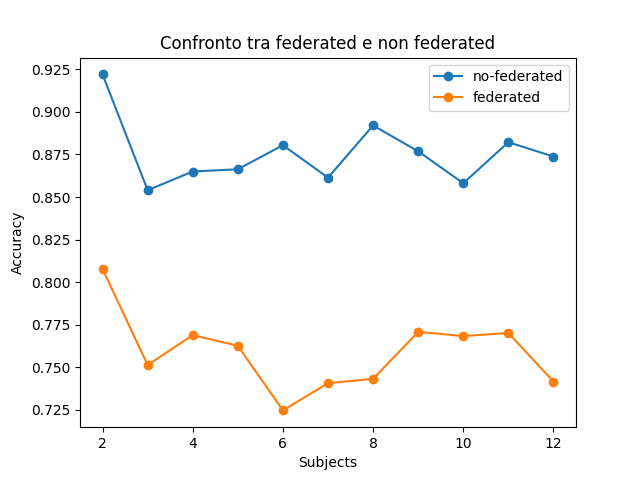 Confronto tra federated e non federated
no-federated
federated
Accuracy
0.925
0.900
0.875
0.850
0.825
0.800
0.775
0.750
0.725
2 4 6 8 10 12
Subjects